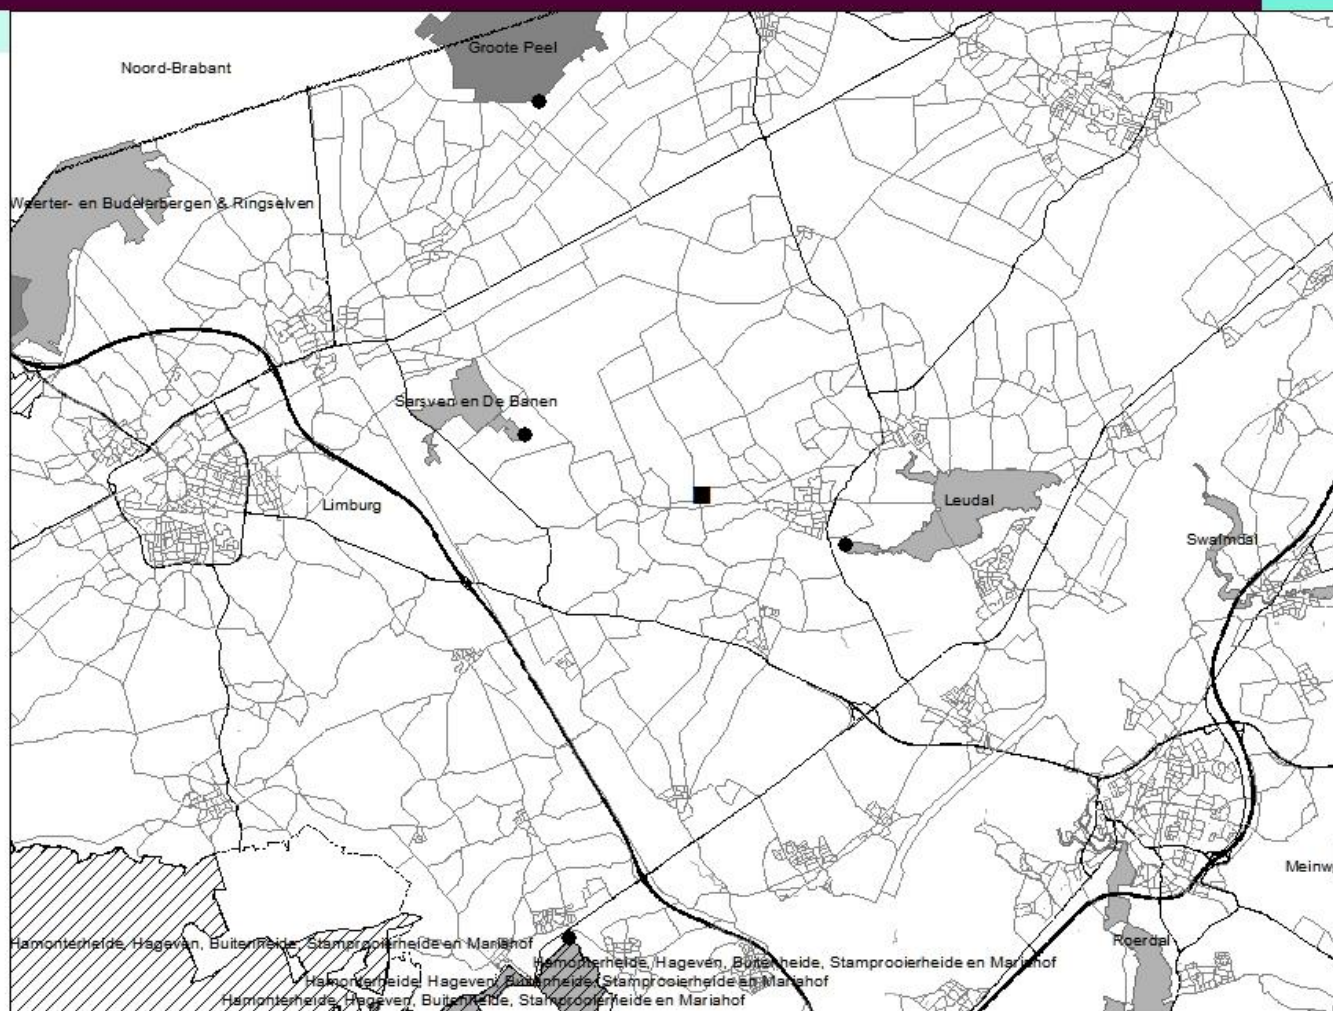 Groote Peel
Noord-Brabant
Weerter- en Budelerbergen & Ringselven
Sarsven en De Banen
Limburg
Leudal
Swalmdal
Meinw
Roerdal
Hamonterheide, Hageven, Buitenheide, Stamprooierheide en Mariahof
Hamonterheide, Hageven, Buitenheide, Stamprooierheide en Mariahof
Hamonterheide, Hageven, Buitenheide, Stamprooierheide en Mariahof
Hamonterheide, Hageven, Buitenheide, Stamprooierheide en Mariahof